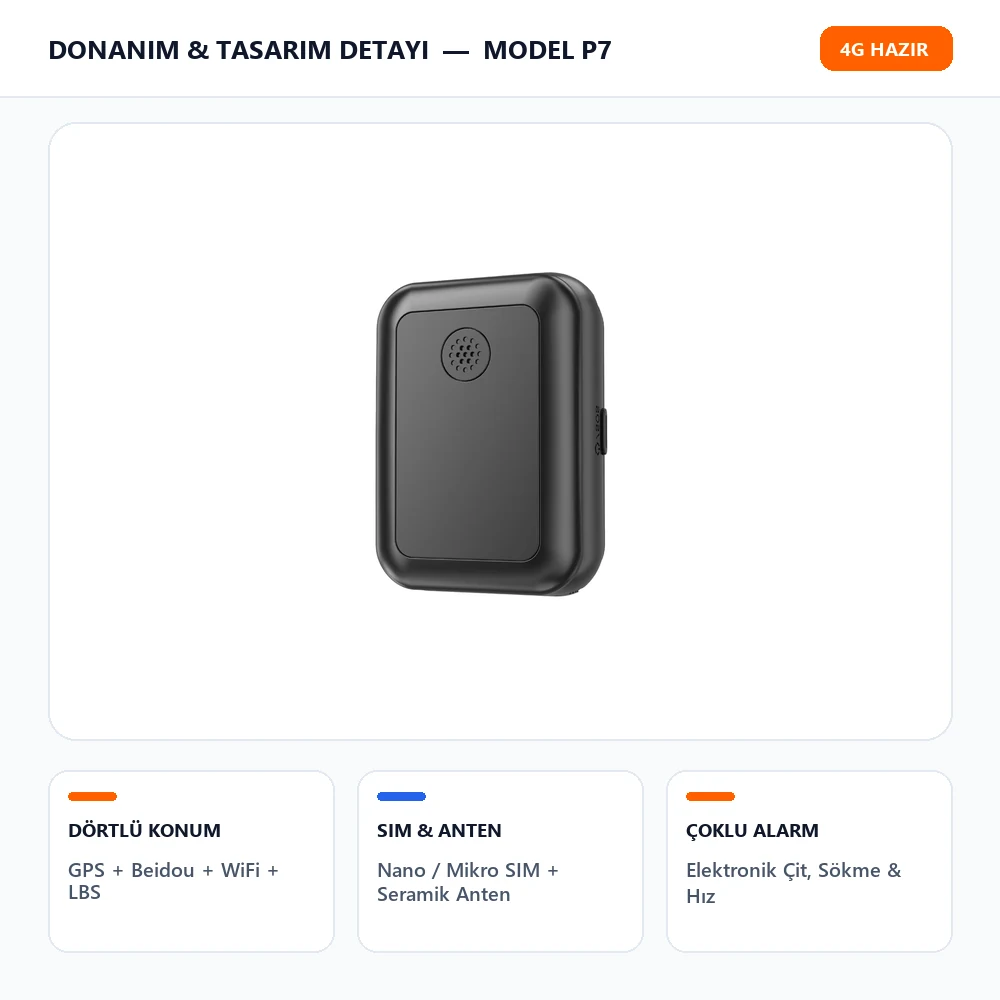 DONANIM & TASARIM DETAYI — MODEL P7
4G HAZIR
DÖRTLÜ KONUM
GPS + Beidou + WiFi +
LBS
SIM & ANTEN
Nano / Mikro SIM +
Seramik Anten
ÇOKLU ALARM
Elektronik Çit, Sökme &
Hız